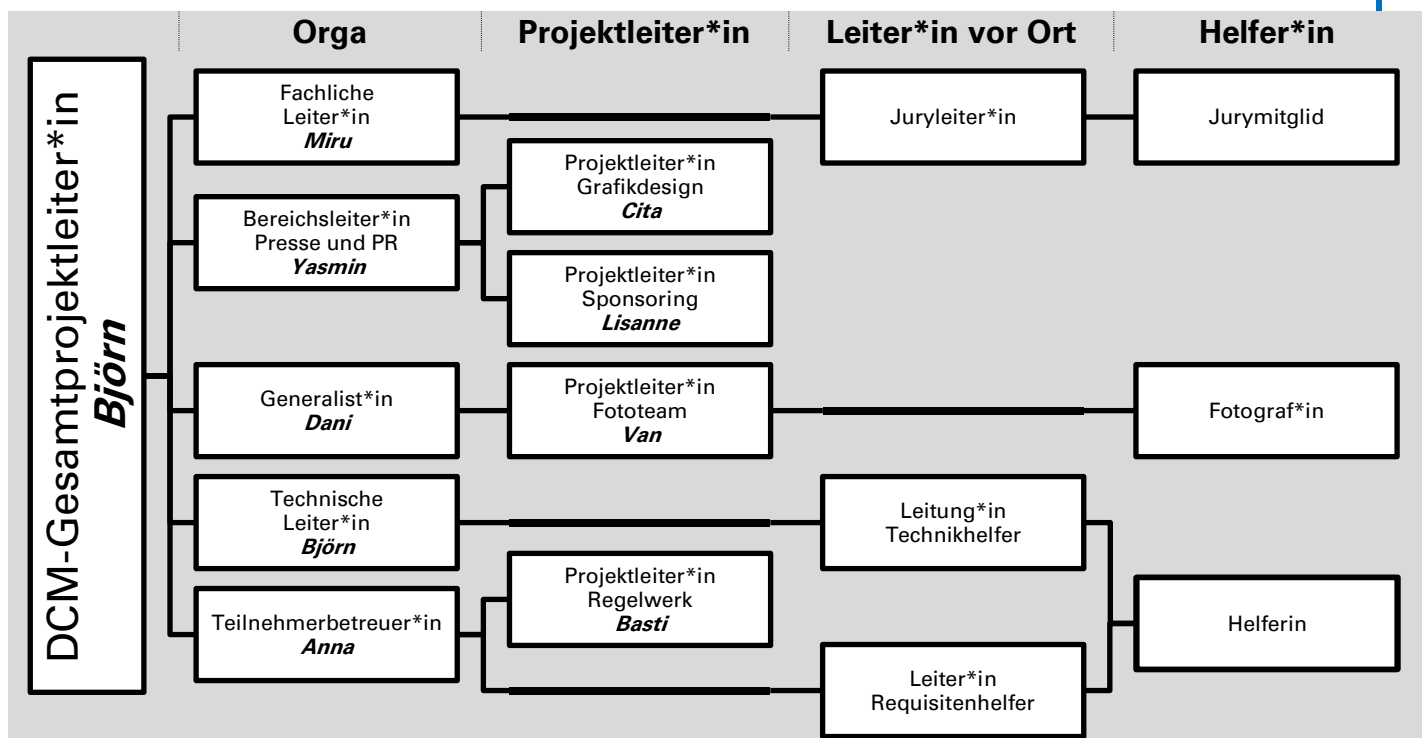 Orga
Projektleiter*in
Leiter*in vor Ort
Helfer*in
DCM-Gesamtprojektleiter*in
Björn
Fachliche
Leiter*in
Miru
Juryleiter*in
Jurymitglid
Bereichsleiter*in
Presse und PR
Yasmin
Projektleiter*in
Grafikdesign
Cita
Projektleiter*in
Sponsoring
Lisanne
Generalist*in
Dani
Projektleiter*in
Fototeam
Van
Fotograf*in
Technische
Leiter*in
Björn
Leitung*in
Technikhelfer
Teilnehmerbetreuer*in
Anna
Projektleiter*in
Regelwerk
Basti
Leiter*in
Requisitenhelfer
Helferin